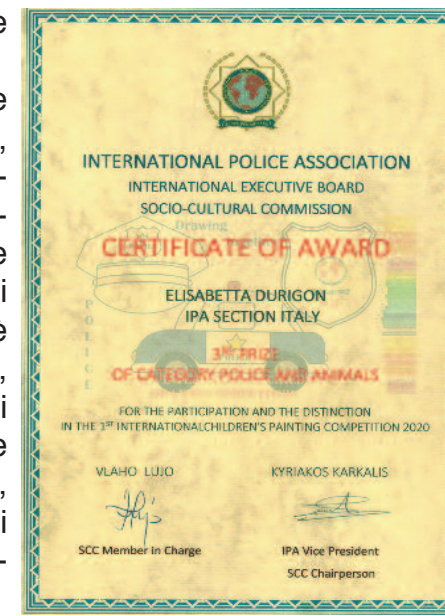 INTERNATIONAL POLICE ASSOCIATION
INTERNATIONAL EXECUTIVE BOARD
SOCIO-CULTURAL COMMISSION
Drawing
CERTIFICATE OF AWARD
ELISABETTA DURIGON
IPA SECTION ITALY
POLICE
3RD PRIZE
OF CATEGORY POLICE AND ANIMALS
FOR THE PARTICIPATION AND THE DISTINCTION
IN THE 1ST INTERNATIONALCHILDREN'S PAINTING COMPETITION 2020
VLAHO LUJO KYRIAKOS KARKALIS
SCC Member in Charge IPA Vice President
SCC Chairperson